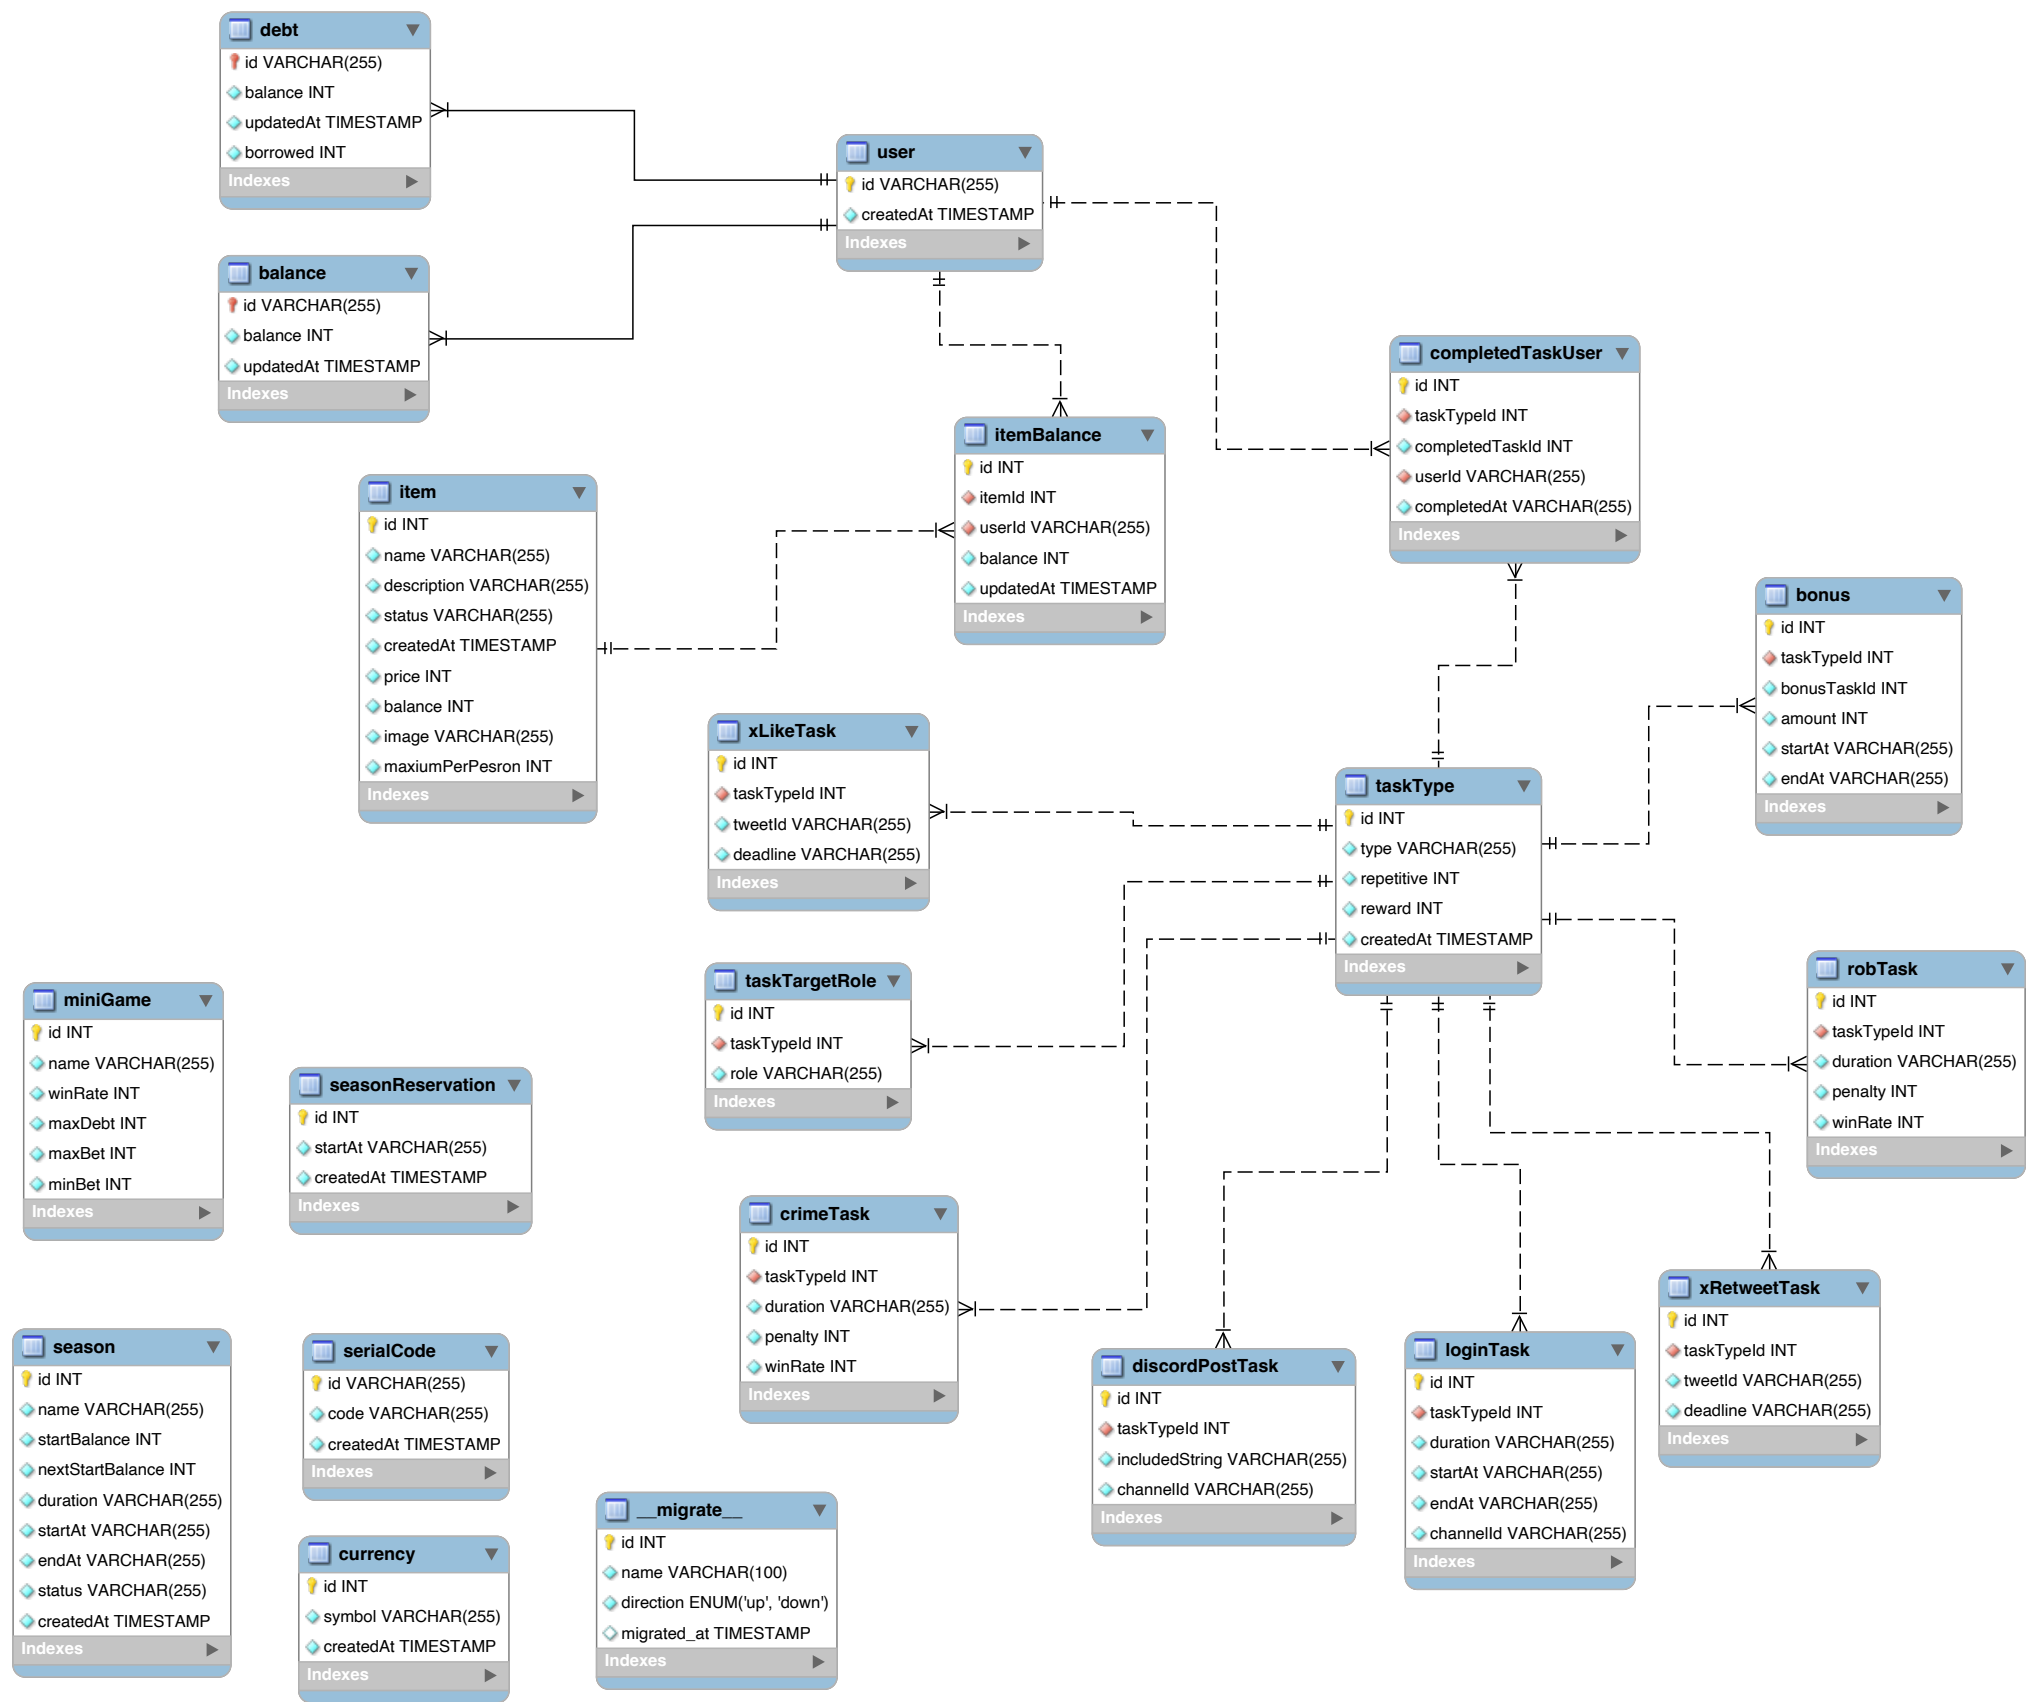 debt
id VARCHAR(255)
balance INT
updatedAt TIMESTAMP
borrowed INT
Indexes
user
id VARCHAR(255)
createdAt TIMESTAMP
Indexes
balance
id VARCHAR(255)
balance INT
updatedAt TIMESTAMP
Indexes
completedTaskUser
id INT
taskTypeId INT
completedTaskId INT
userId VARCHAR(255)
completedAt VARCHAR(255)
Indexes
itemBalance
id INT
itemId INT
userId VARCHAR(255)
balance INT
updatedAt TIMESTAMP
Indexes
item
id INT
name VARCHAR(255)
description VARCHAR(255)
status VARCHAR(255)
createdAt TIMESTAMP
price INT
balance INT
image VARCHAR(255)
maxiumPerPesron INT
Indexes
bonus
id INT
taskTypeId INT
bonusTaskId INT
amount INT
startAt VARCHAR(255)
endAt VARCHAR(255)
Indexes
xLikeTask
id INT
taskTypeId INT
tweetId VARCHAR(255)
deadline VARCHAR(255)
Indexes
taskType
id INT
type VARCHAR(255)
repetitive INT
reward INT
createdAt TIMESTAMP
Indexes
robTask
id INT
taskTypeId INT
duration VARCHAR(255)
penalty INT
winRate INT
Indexes
taskTargetRole
id INT
taskTypeId INT
role VARCHAR(255)
Indexes
miniGame
id INT
name VARCHAR(255)
winRate INT
maxDebt INT
maxBet INT
minBet INT
Indexes
seasonReservation
id INT
startAt VARCHAR(255)
createdAt TIMESTAMP
Indexes
crimeTask
id INT
taskTypeId INT
duration VARCHAR(255)
penalty INT
winRate INT
Indexes
xRetweetTask
id INT
taskTypeId INT
tweetId VARCHAR(255)
deadline VARCHAR(255)
Indexes
season
id INT
name VARCHAR(255)
startBalance INT
nextStartBalance INT
duration VARCHAR(255)
startAt VARCHAR(255)
endAt VARCHAR(255)
status VARCHAR(255)
createdAt TIMESTAMP
Indexes
serialCode
id VARCHAR(255)
code VARCHAR(255)
createdAt TIMESTAMP
Indexes
discordPostTask
id INT
taskTypeId INT
includedString VARCHAR(255)
channelId VARCHAR(255)
Indexes
loginTask
id INT
taskTypeId INT
duration VARCHAR(255)
startAt VARCHAR(255)
endAt VARCHAR(255)
channelId VARCHAR(255)
Indexes
__migrate__
id INT
name VARCHAR(100)
direction ENUM('up', 'down')
migrated_at TIMESTAMP
Indexes
currency
id INT
symbol VARCHAR(255)
createdAt TIMESTAMP
Indexes